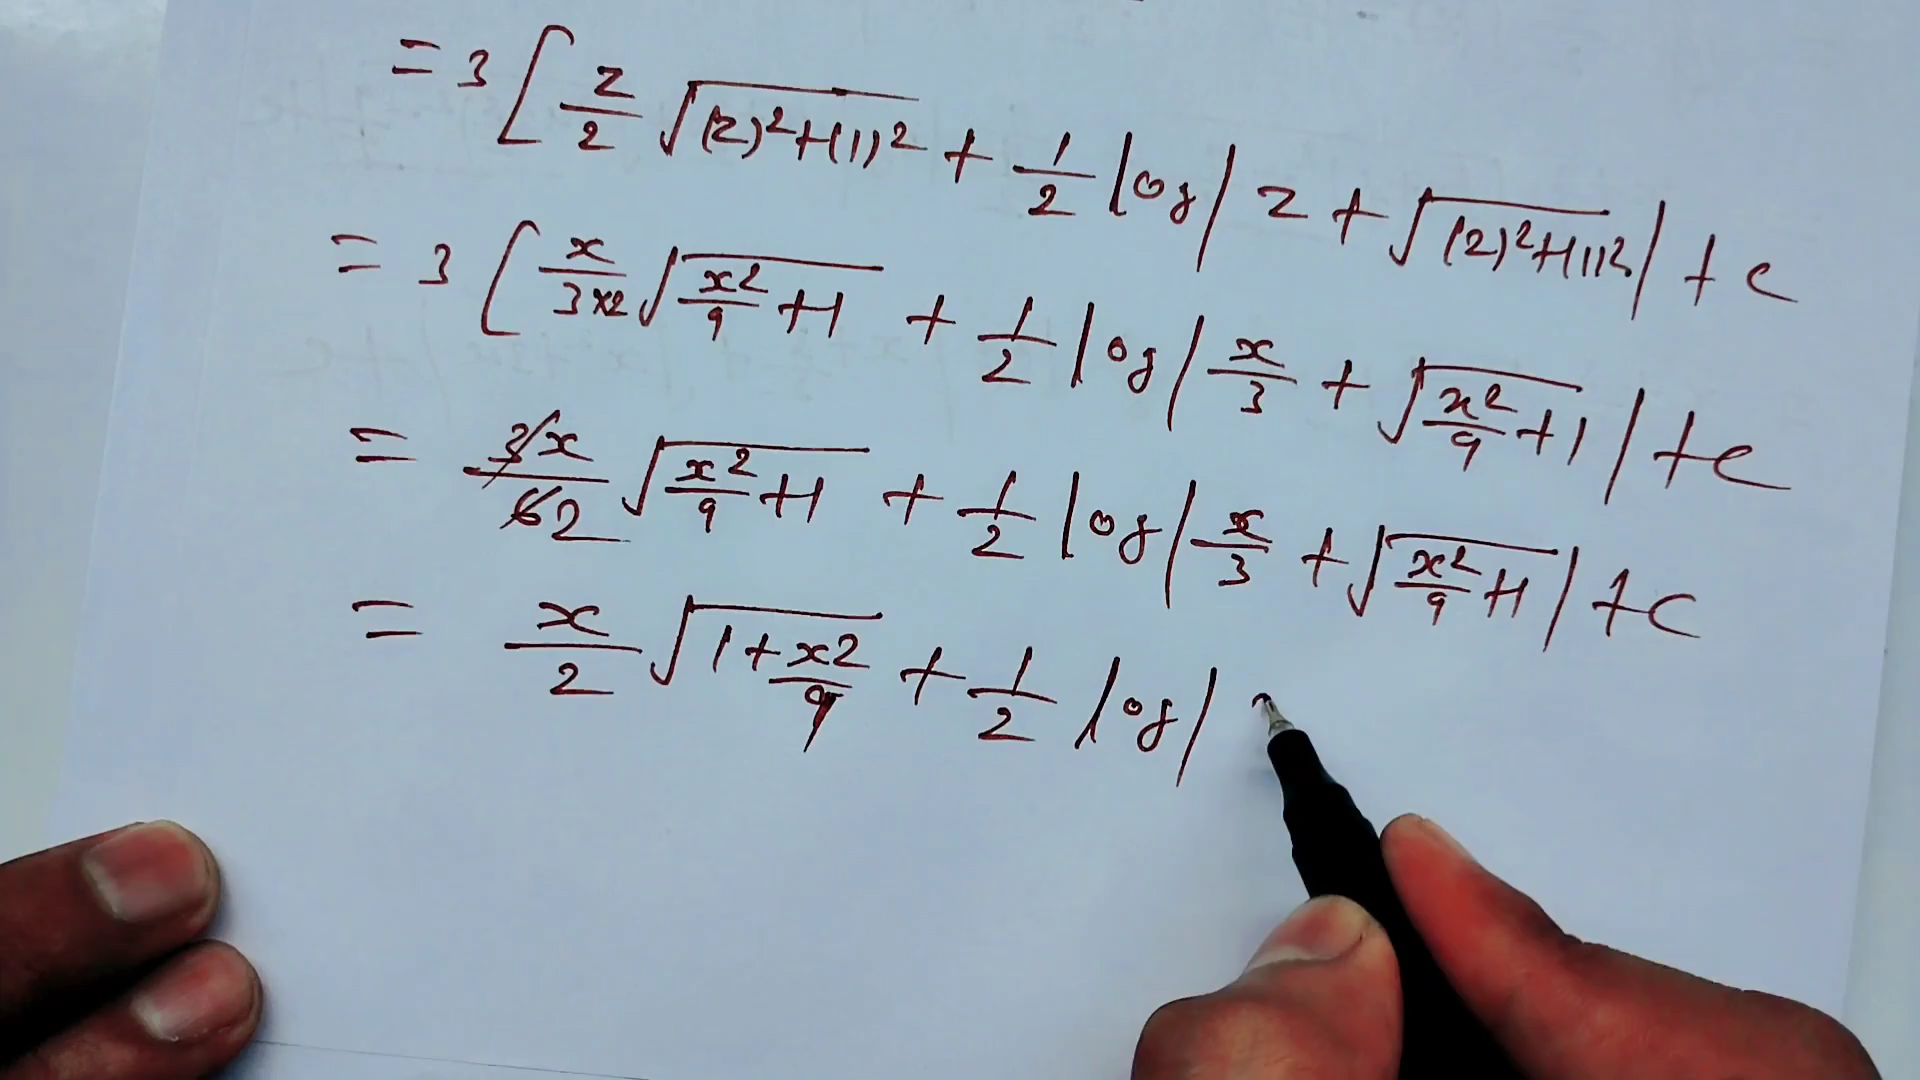 = 3 [ z/2 √(z)²+(1)² + 1/2 log | z + √(z)²+(1)² | + c
= 3 [ x/3×2 √x²/9 +1 + 1/2 log | x/3 + √x²/9 +1 | + c
= 3x/62 √x²/9 +1 + 1/2 log | x/3 + √x²/9 +1 | + c
= x/2 √1+x²/9 + 1/2 log |